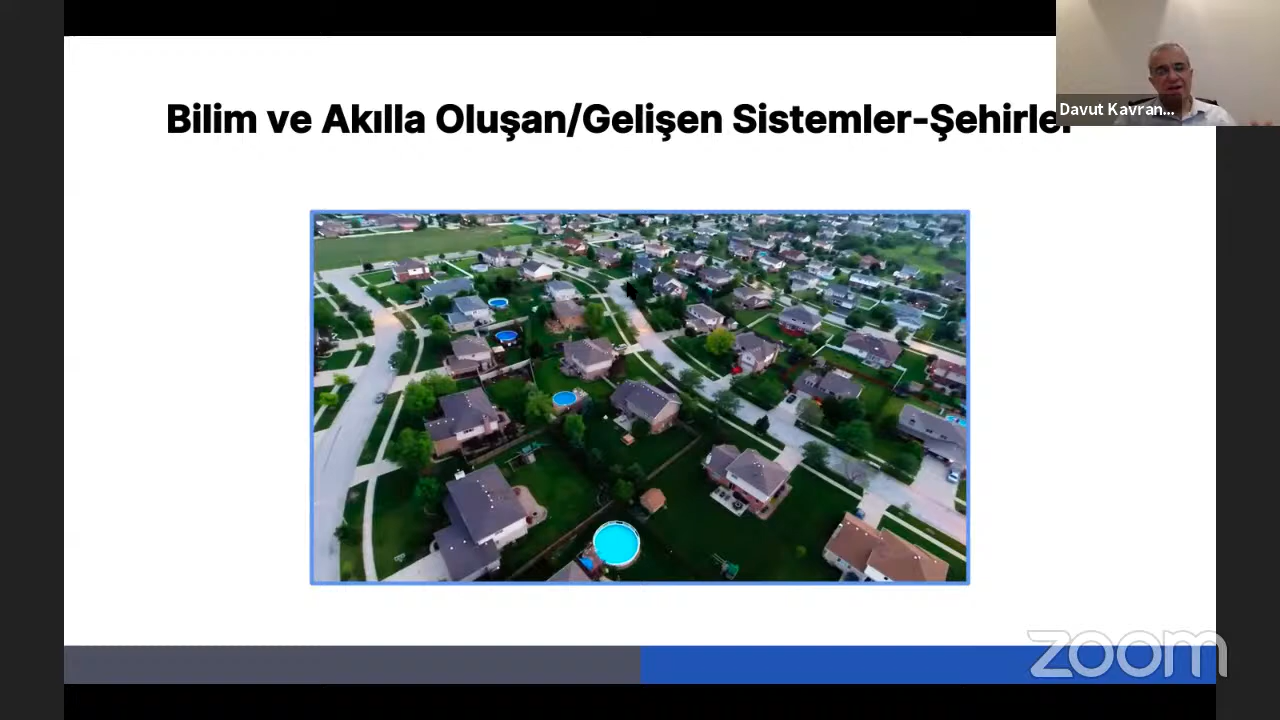 Bilim ve Akılla Oluşan/Gelişen Sistemler-Şehirler
Davut Kavran...
zoom